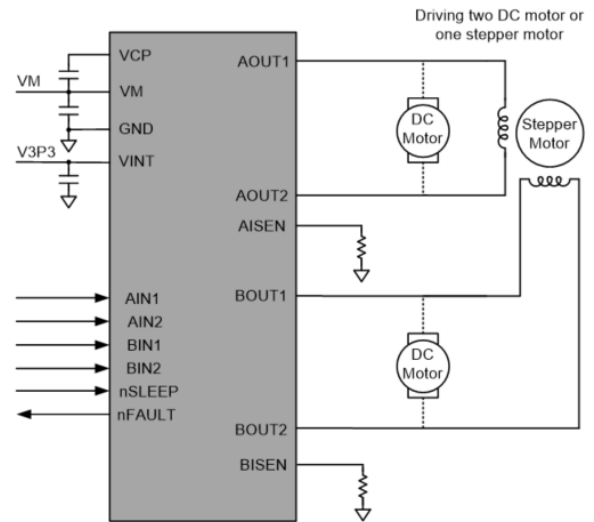 Driving two DC motor or
one stepper motor
VCP
AOUT1
VM
VM
GND
DC
Motor
Stepper
Motor
V3P3
VINT
AOUT2
AISEN
AIN1
BOUT1
AIN2
BIN1
BIN2
DC
Motor
nSLEEP
nFAULT
BOUT2
BISEN